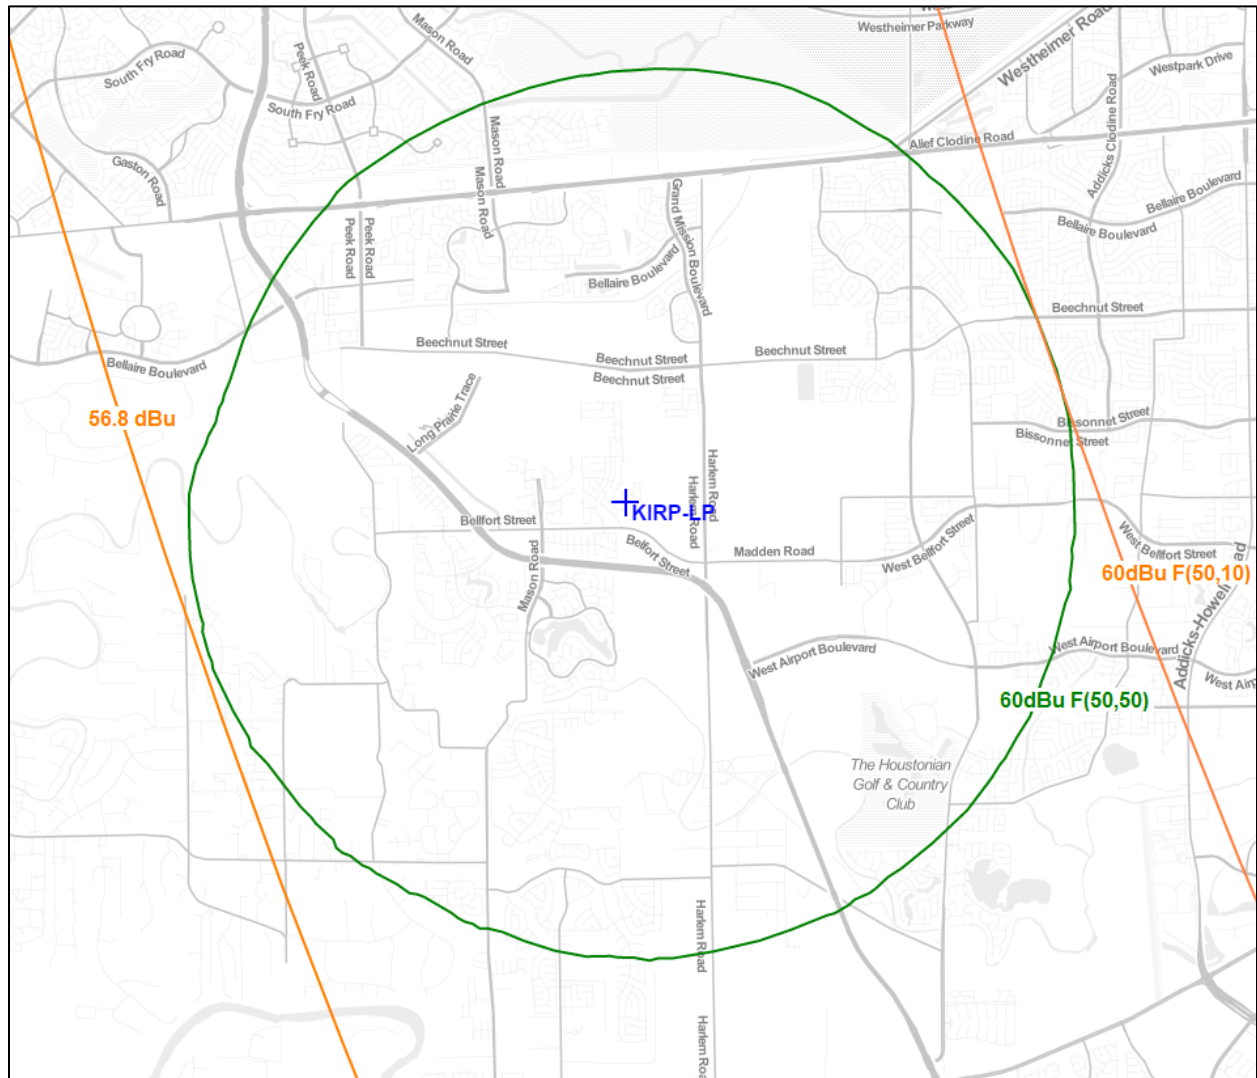 Mason Road
Westheimer Parkway
Westheimer Road
South Fry Road
Peek Road
Westpark Drive
South Fry Road
Addicks Clodine Road
Mason Road
Alief Clodine Road
Gaston Road
Mason Road
Grand Mission Boulevard
Bellaire Boulevard
Peek Road
Peek Road
Bellaire Boulevard
Bellaire Boulevard
Beechnut Street
Beechnut Street
Beechnut Street
Beechnut Street
Beechnut Street
Bellaire Boulevard
56.8 dBu
Long Prairie Trace
Bissonnet Street
Bissonnet Street
Harlem Road
Harlem Road
KIRP-LP
Bellfort Street
Belfort Street
Madden Road
West Bellfort Street
West Bellfort Street
Mason Road
60dBu F(50,10)
Addicks-Howell Road
West Airport Boulevard
West Airport Boulevard
West Airp
60dBu F(50,50)
The Houstonian
Golf & Country
Club
Harlem Road
Harlem Roa